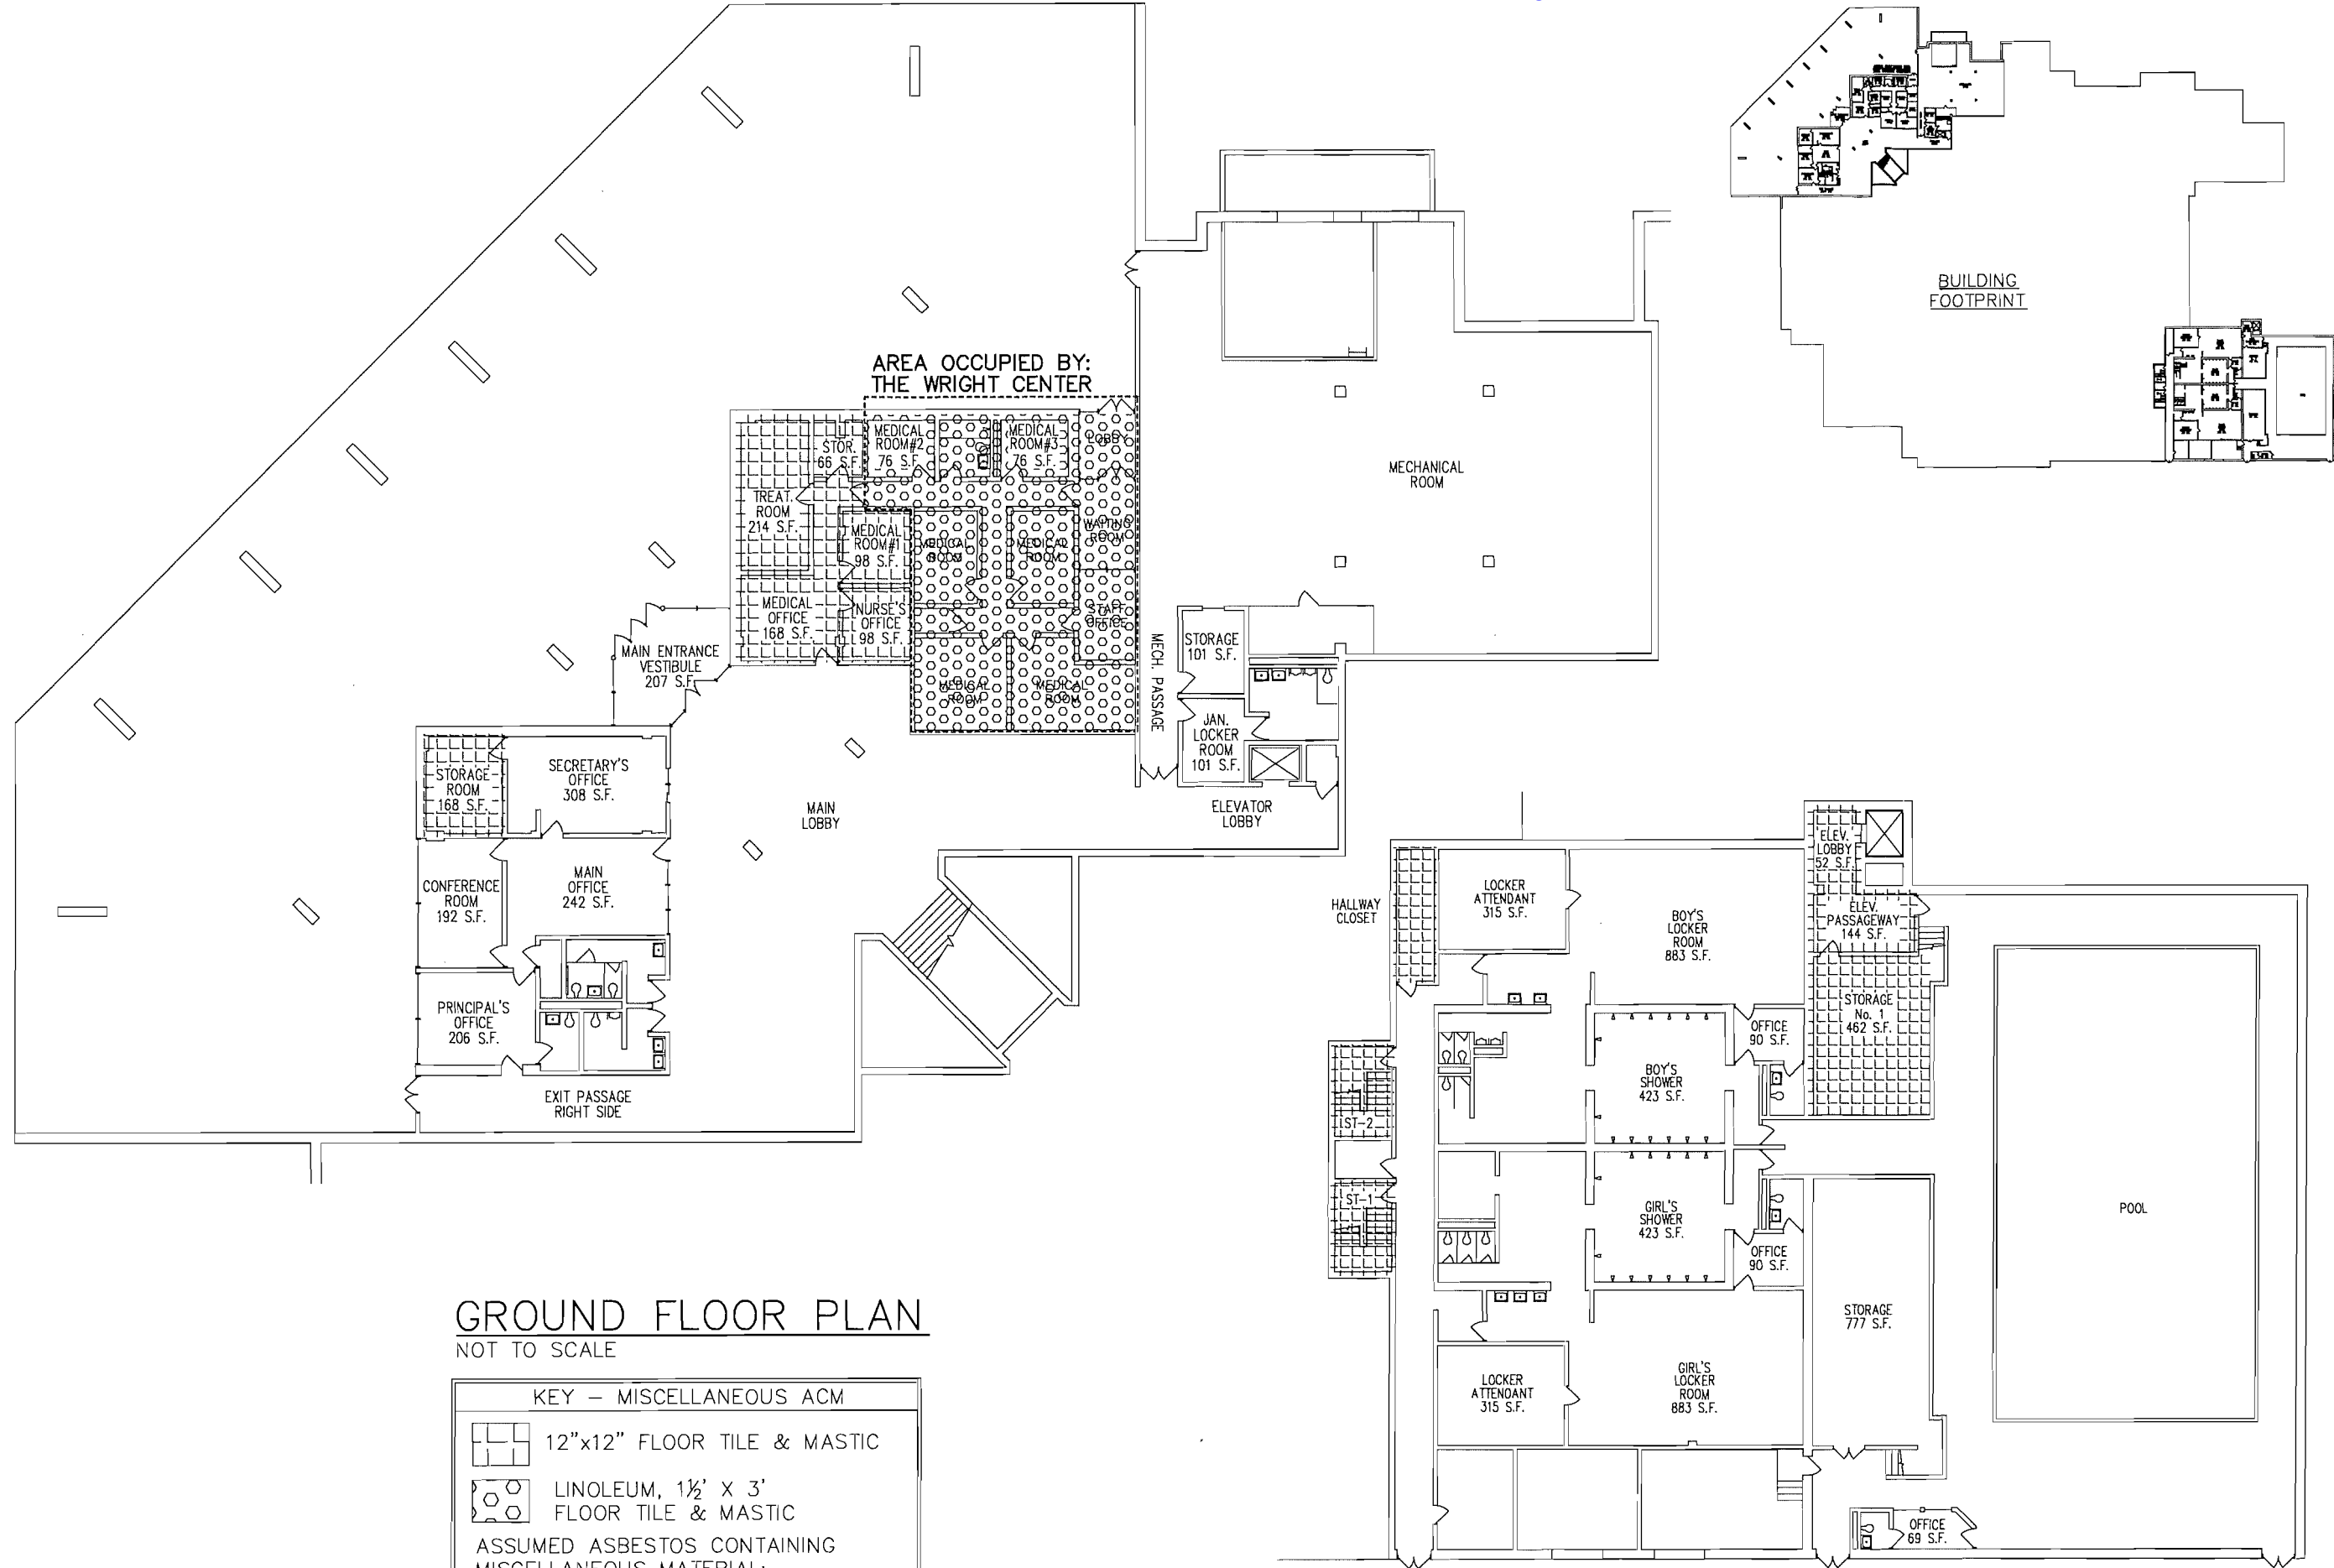 BUILDING
FOOTPRINT
AREA OCCUPIED BY:
THE WRIGHT CENTER
STOR.
66 S.F.
MEDICAL
ROOM#2
76 S.F.
MEDICAL
ROOM#3
76 S.F.
LOBBY
TREAT.
ROOM
214 S.F.
MEDICAL
ROOM#1
98 S.F.
MEDICAL
ROOM
MEDICAL
ROOM
WAITING
ROOM
MEDICAL
OFFICE
168 S.F.
NURSE'S
OFFICE
98 S.F.
STAFF
OFFICE
MEDICAL
ROOM
MEDICAL
ROOM
MECHANICAL
ROOM
MECH. PASSAGE
STORAGE
101 S.F.
JAN.
LOCKER
ROOM
101 S.F.
ELEVATOR
LOBBY
MAIN ENTRANCE
VESTIBULE
207 S.F.
MAIN
LOBBY
STORAGE
ROOM
168 S.F.
SECRETARY'S
OFFICE
308 S.F.
CONFERENCE
ROOM
192 S.F.
MAIN
OFFICE
242 S.F.
PRINCIPAL'S
OFFICE
206 S.F.
EXIT PASSAGE
RIGHT SIDE
HALLWAY
CLOSET
LOCKER
ATTENDANT
315 S.F.
BOY'S
LOCKER
ROOM
883 S.F.
ELEV.
LOBBY
52 S.F.
ELEV.
PASSAGEWAY
144 S.F.
STORAGE
No. 1
462 S.F.
OFFICE
90 S.F.
BOY'S
SHOWER
423 S.F.
ST-2
ST-1
GIRL'S
SHOWER
423 S.F.
OFFICE
90 S.F.
POOL
STORAGE
777 S.F.
LOCKER
ATTENDANT
315 S.F.
GIRL'S
LOCKER
ROOM
883 S.F.
OFFICE
69 S.F.
GROUND FLOOR PLAN
NOT TO SCALE
KEY – MISCELLANEOUS ACM
12"x12" FLOOR TILE & MASTIC
LINOLEUM, 1½' X 3'
FLOOR TILE & MASTIC
ASSUMED ASBESTOS CONTAINING
MISCELLANEOUS MATERIAL: